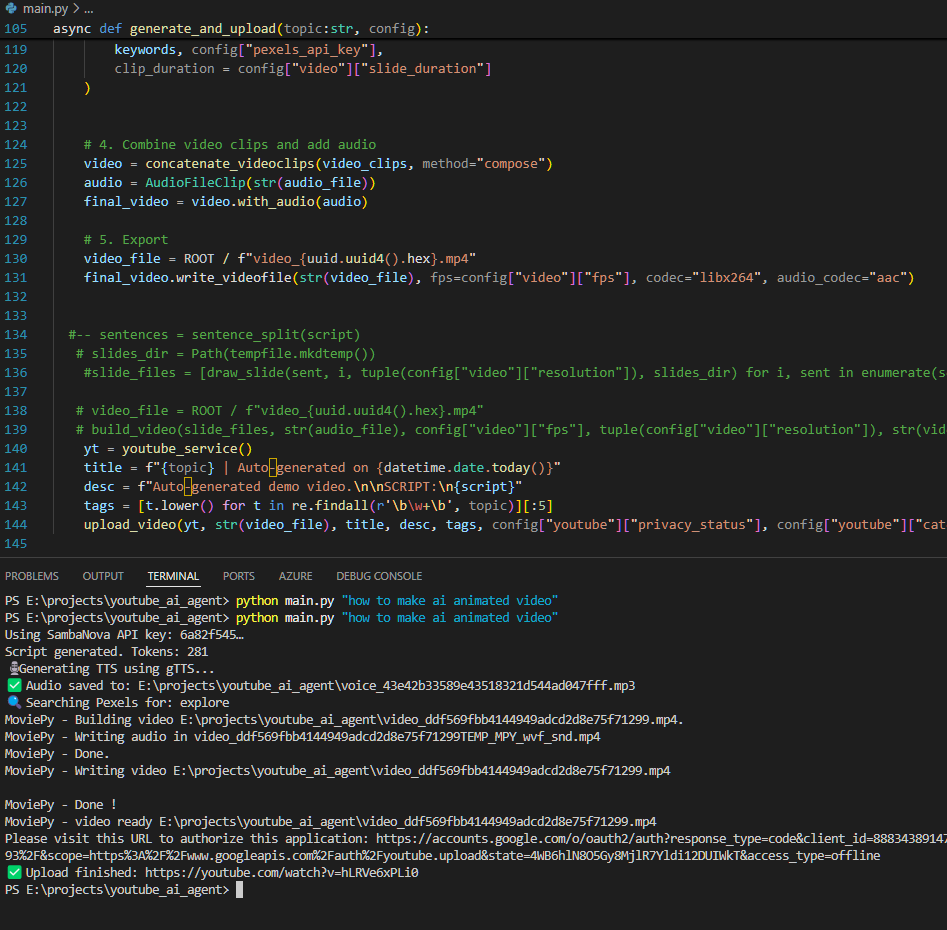 main.py > ...
105 async def generate_and_upload(topic:str, config):
119 keywords, config["pexels_api_key"],
120 clip_duration = config["video"]["slide_duration"]
121 )
122
123
124 # 4. Combine video clips and add audio
125 video = concatenate_videoclips(video_clips, method="compose")
126 audio = AudioFileClip(str(audio_file))
127 final_video = video.with_audio(audio)
128
129 # 5. Export
130 video_file = ROOT / f"video_{uuid.uuid4().hex}.mp4"
131 final_video.write_videofile(str(video_file), fps=config["video"]["fps"], codec="libx264", audio_codec="aac")
132
133
134 #-- sentences = sentence_split(script)
135 # slides_dir = Path(tempfile.mkdtemp())
136 #slide_files = [draw_slide(sent, i, tuple(config["video"]["resolution"]), slides_dir) for i, sent in enumerate(s
137
138 # video_file = ROOT / f"video_{uuid.uuid4().hex}.mp4"
139 # build_video(slide_files, str(audio_file), config["video"]["fps"], tuple(config["video"]["resolution"]), str(vid
140 yt = youtube_service()
141 title = f"{topic} | Auto‑generated on {datetime.date.today()}"
142 desc = f"Auto‑generated demo video.\n\nSCRIPT:\n{script}"
143 tags = [t.lower() for t in re.findall(r'\b\w+\b', topic)][:5]
144 upload_video(yt, str(video_file), title, desc, tags, config["youtube"]["privacy_status"], config["youtube"]["cat
145
PROBLEMS OUTPUT TERMINAL PORTS AZURE DEBUG CONSOLE
PS E:\projects\youtube_ai_agent> python main.py "how to make ai animated video"
PS E:\projects\youtube_ai_agent> python main.py "how to make ai animated video"
Using SambaNova API key: 6a82f545…
Script generated. Tokens: 281
🎙Generating TTS using gTTS...
✅ Audio saved to: E:\projects\youtube_ai_agent\voice_43e42b33589e43518321d544ad047fff.mp3
🔍 Searching Pexels for: explore
MoviePy - Building video E:\projects\youtube_ai_agent\video_ddf569fbb4144949adcd2d8e75f71299.mp4.
MoviePy - Writing audio in video_ddf569fbb4144949adcd2d8e75f71299TEMP_MPY_wvf_snd.mp4
MoviePy - Done.
MoviePy - Writing video E:\projects\youtube_ai_agent\video_ddf569fbb4144949adcd2d8e75f71299.mp4
MoviePy - Done !
MoviePy - video ready E:\projects\youtube_ai_agent\video_ddf569fbb4144949adcd2d8e75f71299.mp4
Please visit this URL to authorize this application: https://accounts.google.com/o/oauth2/auth?response_type=code&client_id=8883438914​7
93%2F&scope=https%3A%2F%2Fwww.googleapis.com%2Fauth%2Fyoutube.upload&state=4WB6hlN8O5Gy8MjlR7Yldi12DUIWkT&access_type=offline
✅ Upload finished: https://youtube.com/watch?v=hLRVe6xPLi0
PS E:\projects\youtube_ai_agent>